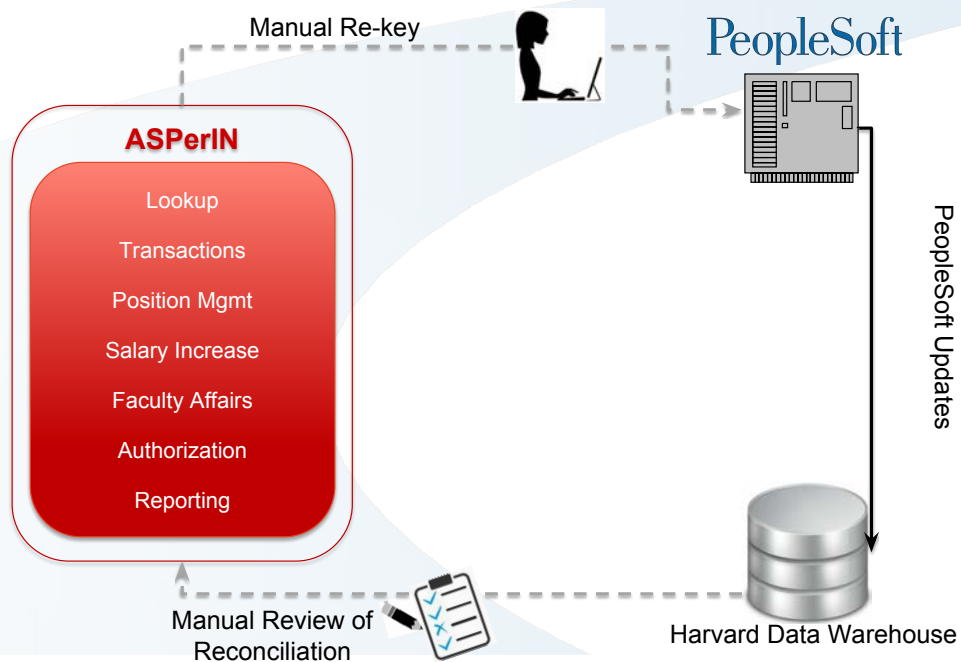 Manual Re-key
PeopleSoft
ASPerIN
Lookup
Transactions
Position Mgmt
Salary Increase
Faculty Affairs
Authorization
Reporting
PeopleSoft Updates
Manual Review of
Reconciliation
Harvard Data Warehouse